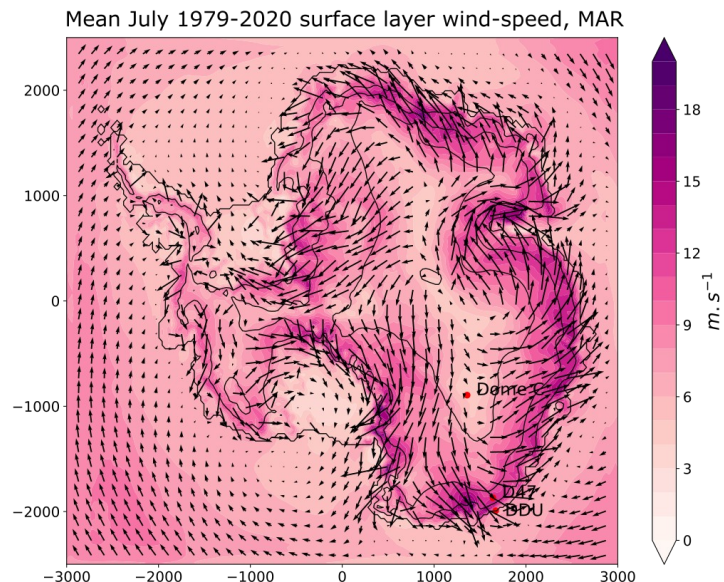 Mean July 1979-2020 surface layer wind-speed, MAR
2000
1000
0
−1000
−2000
−3000 −2000 −1000 0 1000 2000 3000
Dome C
D47
DDU
18
15
12
9
6
3
0
m.s⁻¹